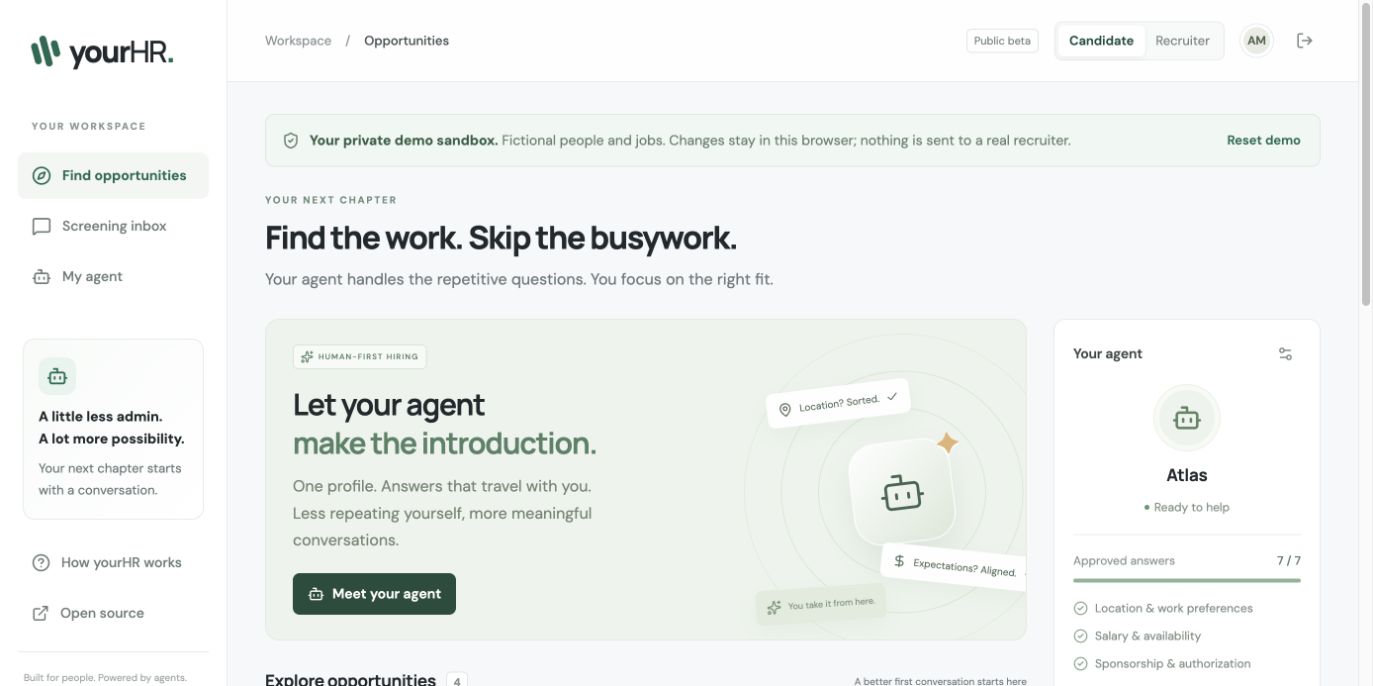 yourHR.
YOUR WORKSPACE
Find opportunities
Screening inbox
My agent
A little less admin.
A lot more possibility.
Your next chapter starts
with a conversation.
How yourHR works
Open source
Built for people. Powered by agents.
Workspace / Opportunities
Public beta
Candidate
Recruiter
AM
Your private demo sandbox. Fictional people and jobs. Changes stay in this browser; nothing is sent to a real recruiter.
Reset demo
YOUR NEXT CHAPTER
Find the work. Skip the busywork.
Your agent handles the repetitive questions. You focus on the right fit.
HUMAN-FIRST HIRING
Let your agent
make the introduction.
One profile. Answers that travel with you.
Less repeating yourself, more meaningful
conversations.
Meet your agent
Location? Sorted.
Expectations? Aligned.
You take it from here.
Your agent
Atlas
Ready to help
Approved answers 7 / 7
Location & work preferences
Salary & availability
Sponsorship & authorization
Explore opportunities 4
A better first conversation starts here